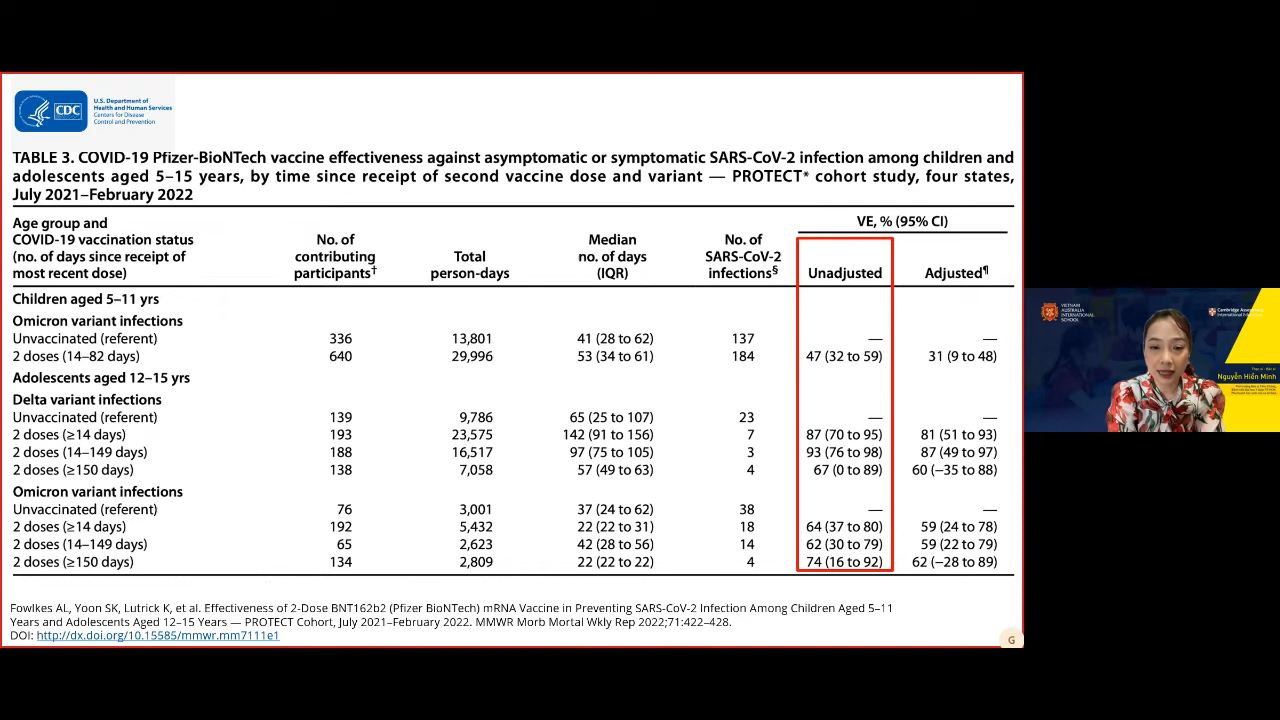 CDC
U.S. Department of
Health and Human Services
Centers for Disease
Control and Prevention
TABLE 3. COVID-19 Pfizer-BioNTech vaccine effectiveness against asymptomatic or symptomatic SARS-CoV-2 infection among children and
adolescents aged 5–15 years, by time since receipt of second vaccine dose and variant — PROTECT* cohort study, four states,
July 2021–February 2022
Age group and
COVID-19 vaccination status
(no. of days since receipt of
most recent dose)
No. of
contributing
participants†
Total
person-days
Median
no. of days
(IQR)
No. of
SARS-CoV-2
infections§
VE, % (95% CI)
Unadjusted
Adjusted¶
Children aged 5–11 yrs
Omicron variant infections
Unvaccinated (referent) 336 13,801 41 (28 to 62) 137 — —
2 doses (14–82 days) 640 29,996 53 (34 to 61) 184 47 (32 to 59) 31 (9 to 48)
Adolescents aged 12–15 yrs
Delta variant infections
Unvaccinated (referent) 139 9,786 65 (25 to 107) 23 — —
2 doses (≥14 days) 193 23,575 142 (91 to 156) 7 87 (70 to 95) 81 (51 to 93)
2 doses (14–149 days) 188 16,517 97 (75 to 105) 3 93 (76 to 98) 87 (49 to 97)
2 doses (≥150 days) 138 7,058 57 (49 to 63) 4 67 (0 to 89) 60 (−35 to 88)
Omicron variant infections
Unvaccinated (referent) 76 3,001 37 (24 to 62) 38 — —
2 doses (≥14 days) 192 5,432 22 (22 to 31) 18 64 (37 to 80) 59 (24 to 78)
2 doses (14–149 days) 65 2,623 42 (28 to 56) 14 62 (30 to 79) 59 (22 to 79)
2 doses (≥150 days) 134 2,809 22 (22 to 22) 4 74 (16 to 92) 62 (−28 to 89)
Fowlkes AL, Yoon SK, Lutrick K, et al. Effectiveness of 2-Dose BNT162b2 (Pfizer BioNTech) mRNA Vaccine in Preventing SARS-CoV-2 Infection Among Children Aged 5–11
Years and Adolescents Aged 12–15 Years — PROTECT Cohort, July 2021–February 2022. MMWR Morb Mortal Wkly Rep 2022;71:422–428.
DOI: http://dx.doi.org/10.15585/mmwr.mm7111e1
G
VIETNAM
AUSTRALIA
INTERNATIONAL
SCHOOL
Cambridge
International
Nguyễn Hiền Minh